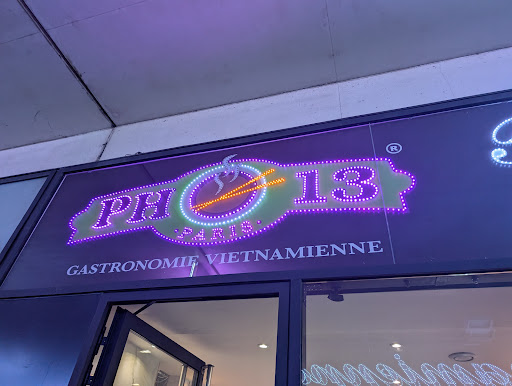 PHO 13 ®
PARIS
GASTRONOMIE VIETNAMIENNE